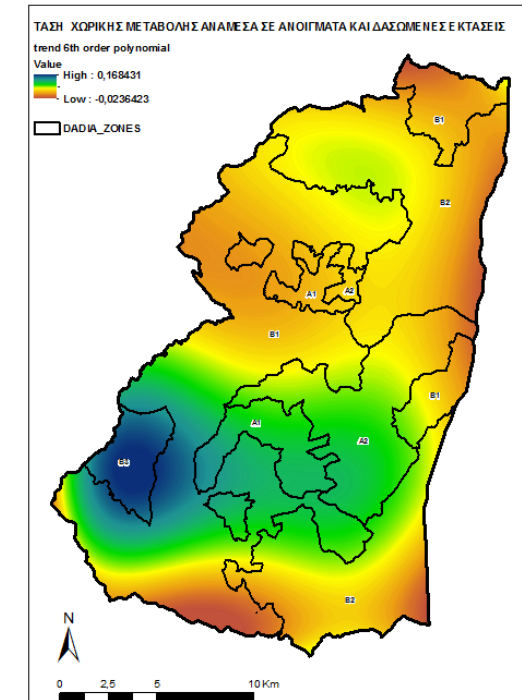 ΤΑΣΗ ΧΩΡΙΚΗΣ ΜΕΤΑΒΟΛΗΣ ΑΝΑΜΕΣΑ ΣΕ ΑΝΟΙΓΜΑΤΑ ΚΑΙ ΔΑΣΩΜΕΝΕΣ ΕΚΤΑΣΕΙΣ
trend 6th order polynomial
Value
High : 0,168431
Low : -0,0236423
DADIA_ZONES
B1
B2
A1
A2
B1
B1
A1
A2
B2
N
0 2,5 5 10 Km